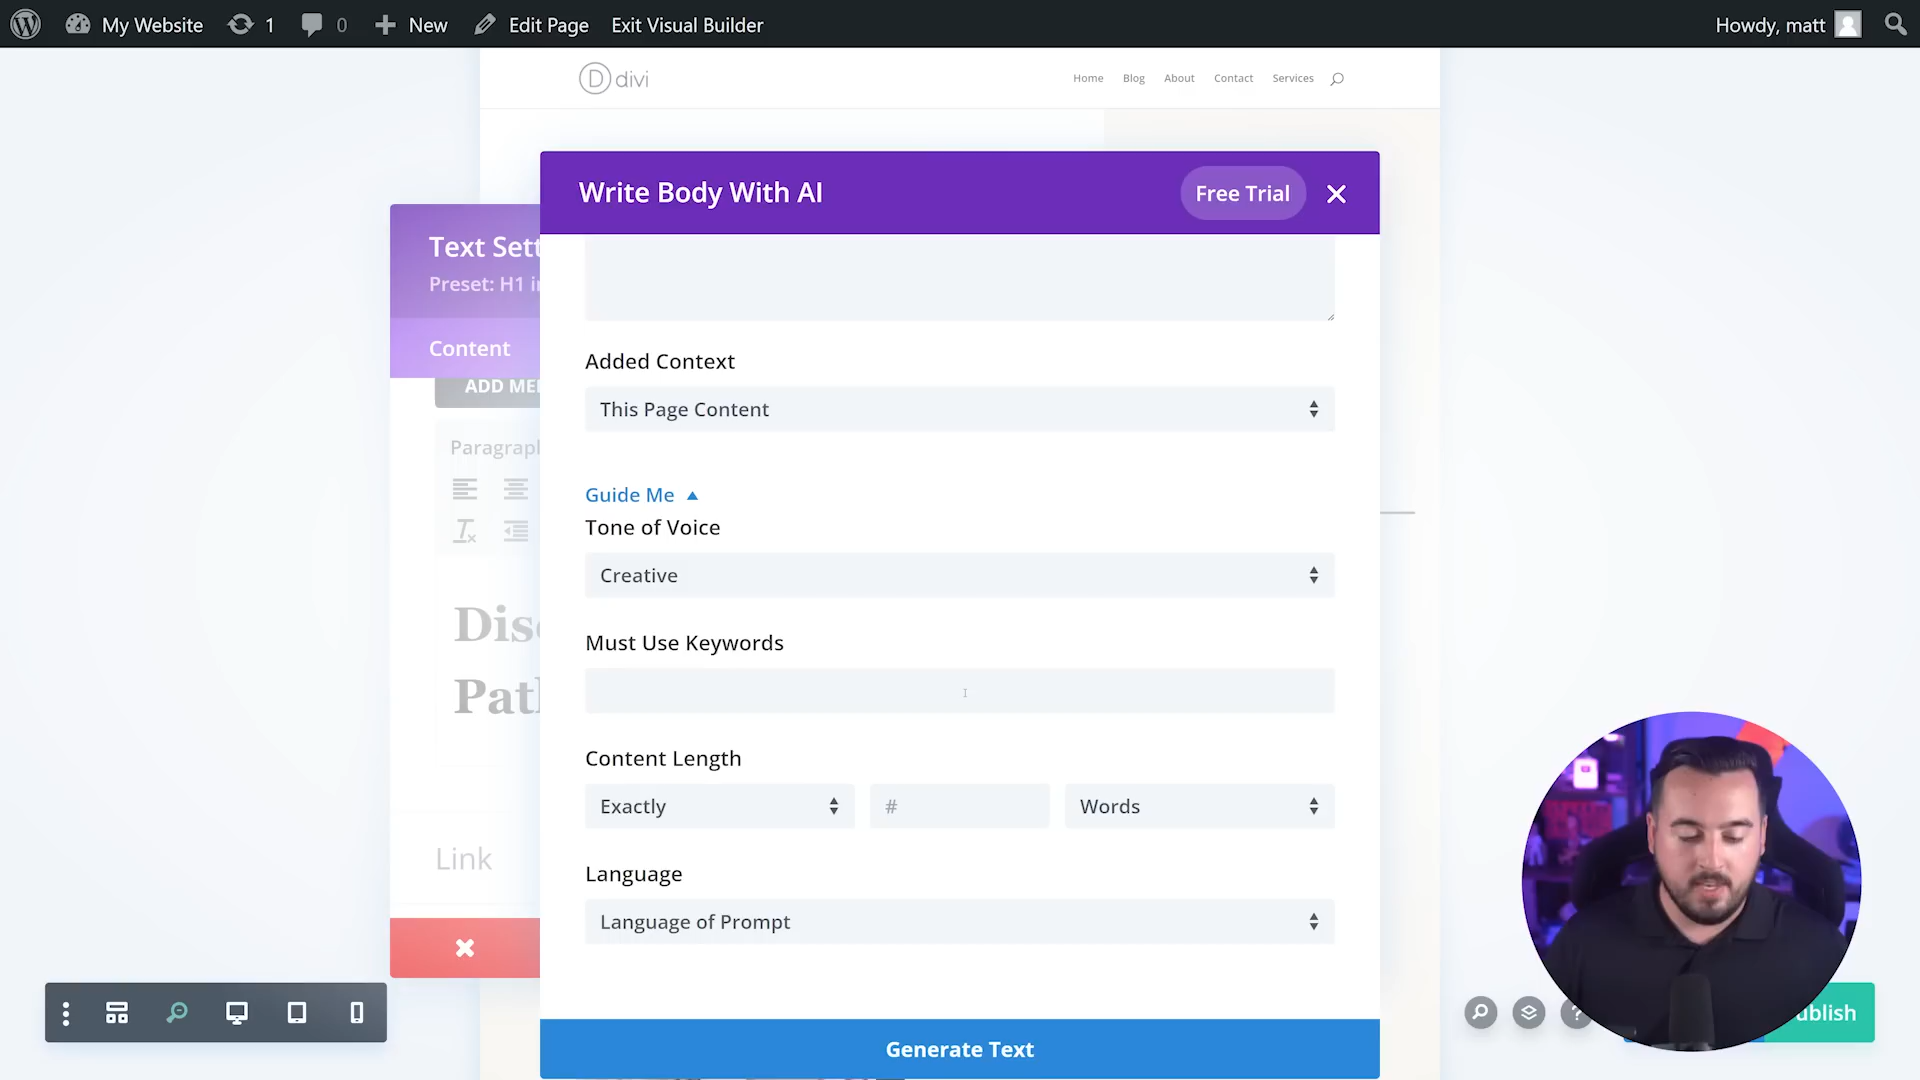 My Website
1
0
New
Edit Page
Exit Visual Builder
Howdy, matt
divi
Home
Blog
About
Contact
Services
Write Body With AI
Free Trial
Text Sett
Preset: H1 i
Content
ADD ME
Paragraph
Dis
Pat
Link
Added Context
This Page Content
Guide Me
Tone of Voice
Creative
Must Use Keywords
Content Length
Exactly
#
Words
Language
Language of Prompt
Generate Text
?
ublish